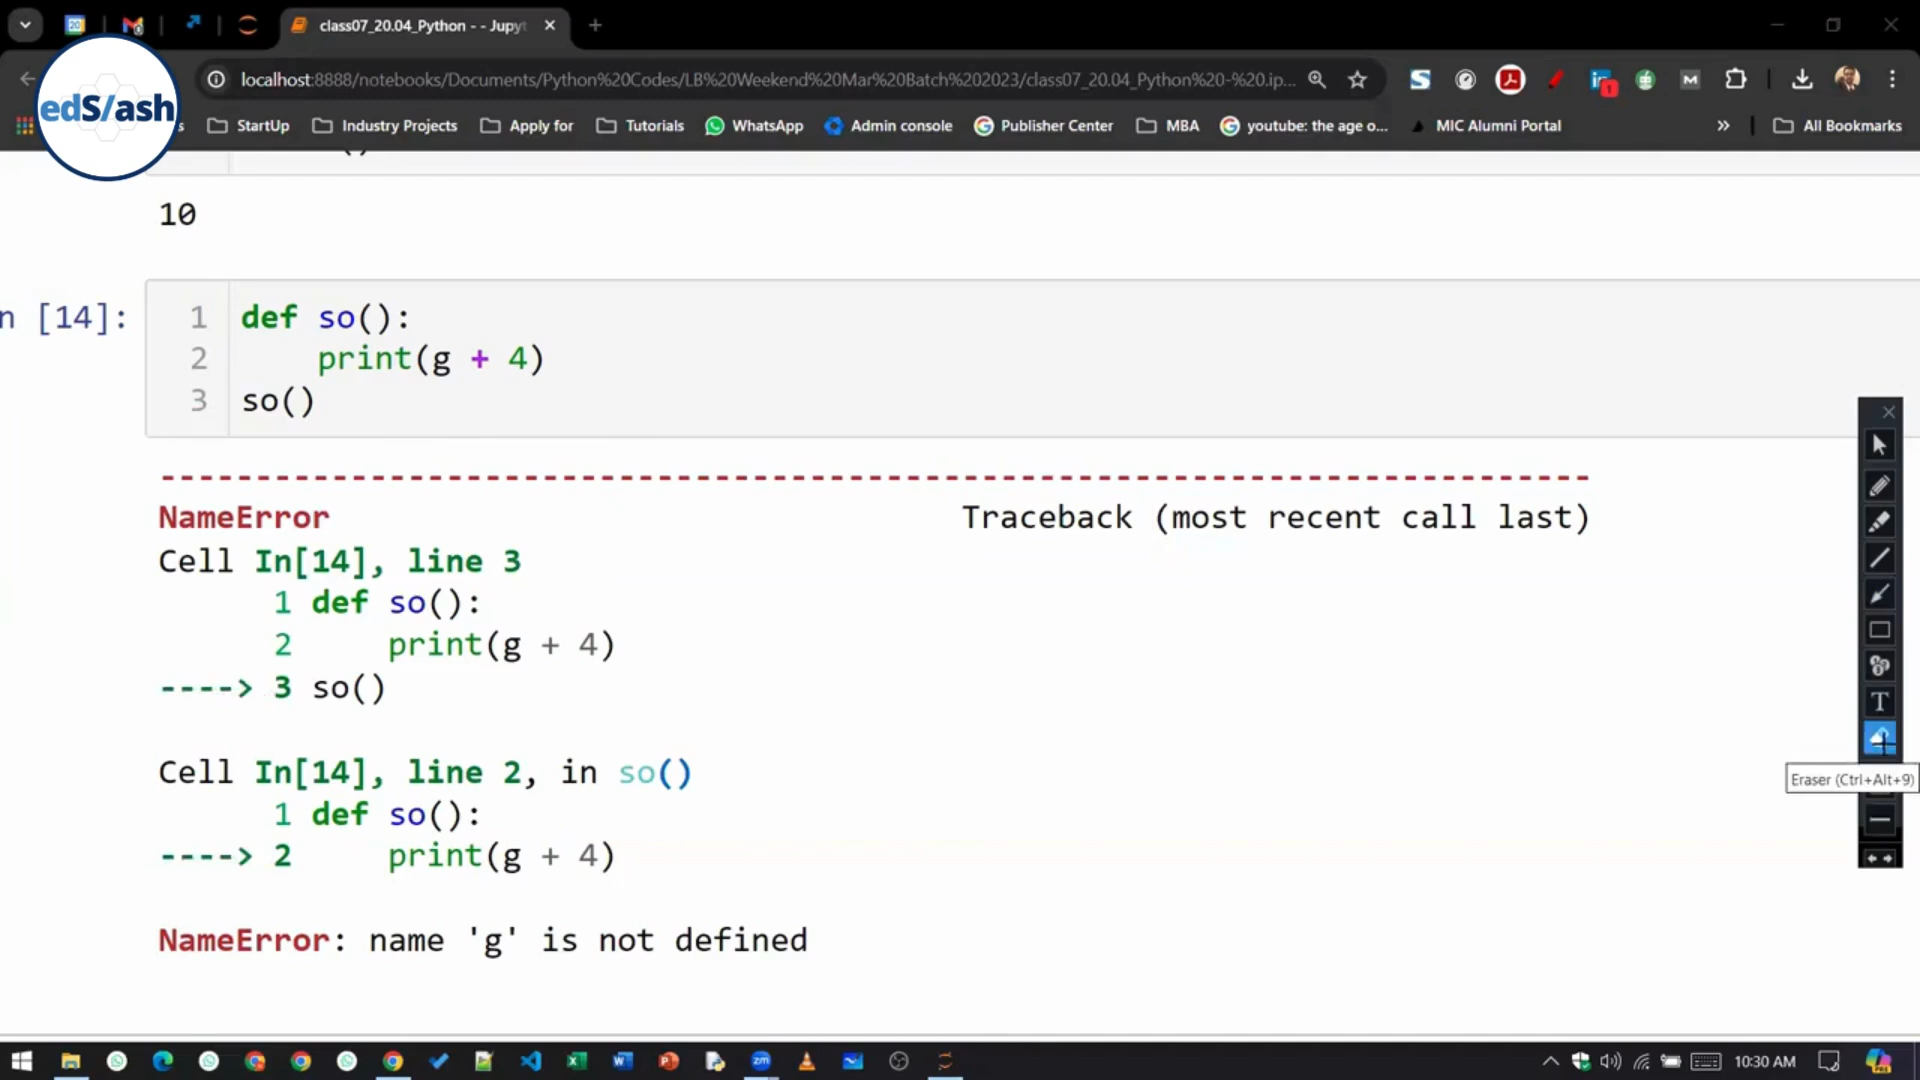 20
class07_20.04_Python - - Jupyt
localhost:8888/notebooks/Documents/Python%20Codes/LB%20Weekend%20Mar%20Batch%202023/class07_20.04_Python%20-%20.ip...
edS/ash
StartUp
Industry Projects
Apply for
Tutorials
WhatsApp
Admin console
Publisher Center
MBA
youtube: the age o...
MIC Alumni Portal
»
All Bookmarks
10
n [14]:
1 def so():
2     print(g + 4)
3 so()
---------------------------------------------------------------------------
NameError                                 Traceback (most recent call last)
Cell In[14], line 3
      1 def so():
      2     print(g + 4)
----> 3 so()
Cell In[14], line 2, in so()
      1 def so():
----> 2     print(g + 4)
NameError: name 'g' is not defined
T
Eraser (Ctrl+Alt+9)
zm
10:30 AM